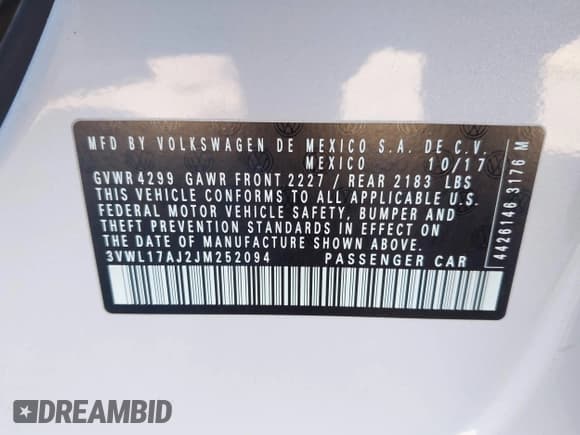 MFD BY VOLKSWAGEN DE MEXICO S.A. DE C.V.
MEXICO 10/17
GVWR 4299 GAWR FRONT 2227 / REAR 2183 LBS
THIS VEHICLE CONFORMS TO ALL APPLICABLE U.S.
FEDERAL MOTOR VEHICLE SAFETY, BUMPER AND
THEFT PREVENTION STANDARDS IN EFFECT ON
THE DATE OF MANUFACTURE SHOWN ABOVE.
3VWL17AJ2JM252094 PASSENGER CAR
4426146 3176 M
DREAMBID